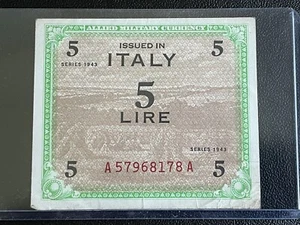 ALLIED MILITARY CURRENCY
5 ISSUED IN 5
SERIES 1943 ITALY
5
LIRE
SERIES 1943
5 A57968178A 5